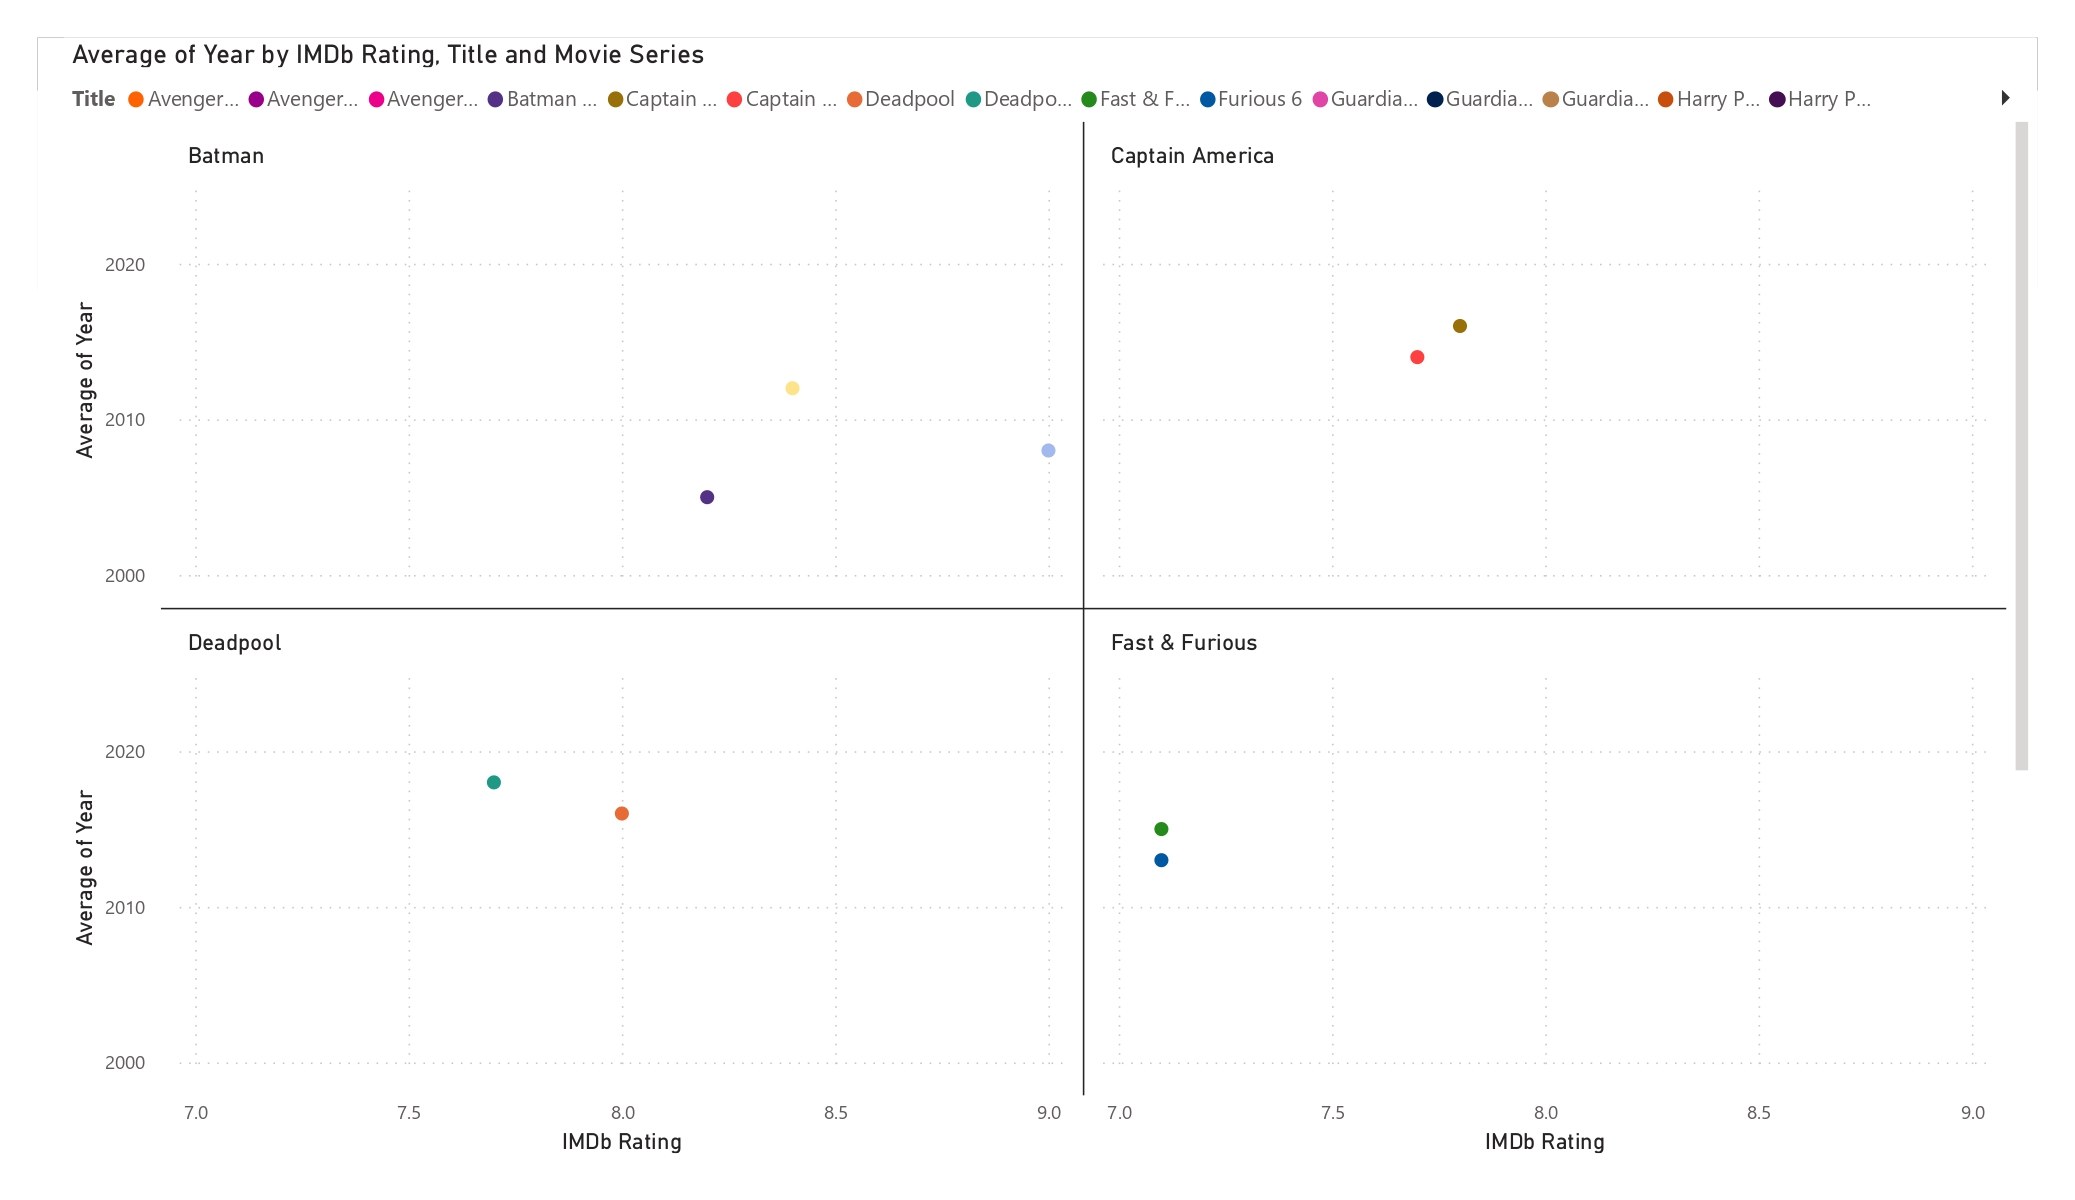 Average of Year by IMDb Rating, Title and Movie Series
Title Avenger... Avenger... Avenger... Batman ... Captain ... Captain ... Deadpool Deadpo... Fast & F... Furious 6 Guardia... Guardia... Guardia... Harry P... Harry P...
Batman
Captain America
2020
2010
2000
Average of Year
Deadpool
Fast & Furious
2020
2010
2000
Average of Year
7.0 7.5 8.0 8.5 9.0 7.0 7.5 8.0 8.5 9.0
IMDb Rating IMDb Rating